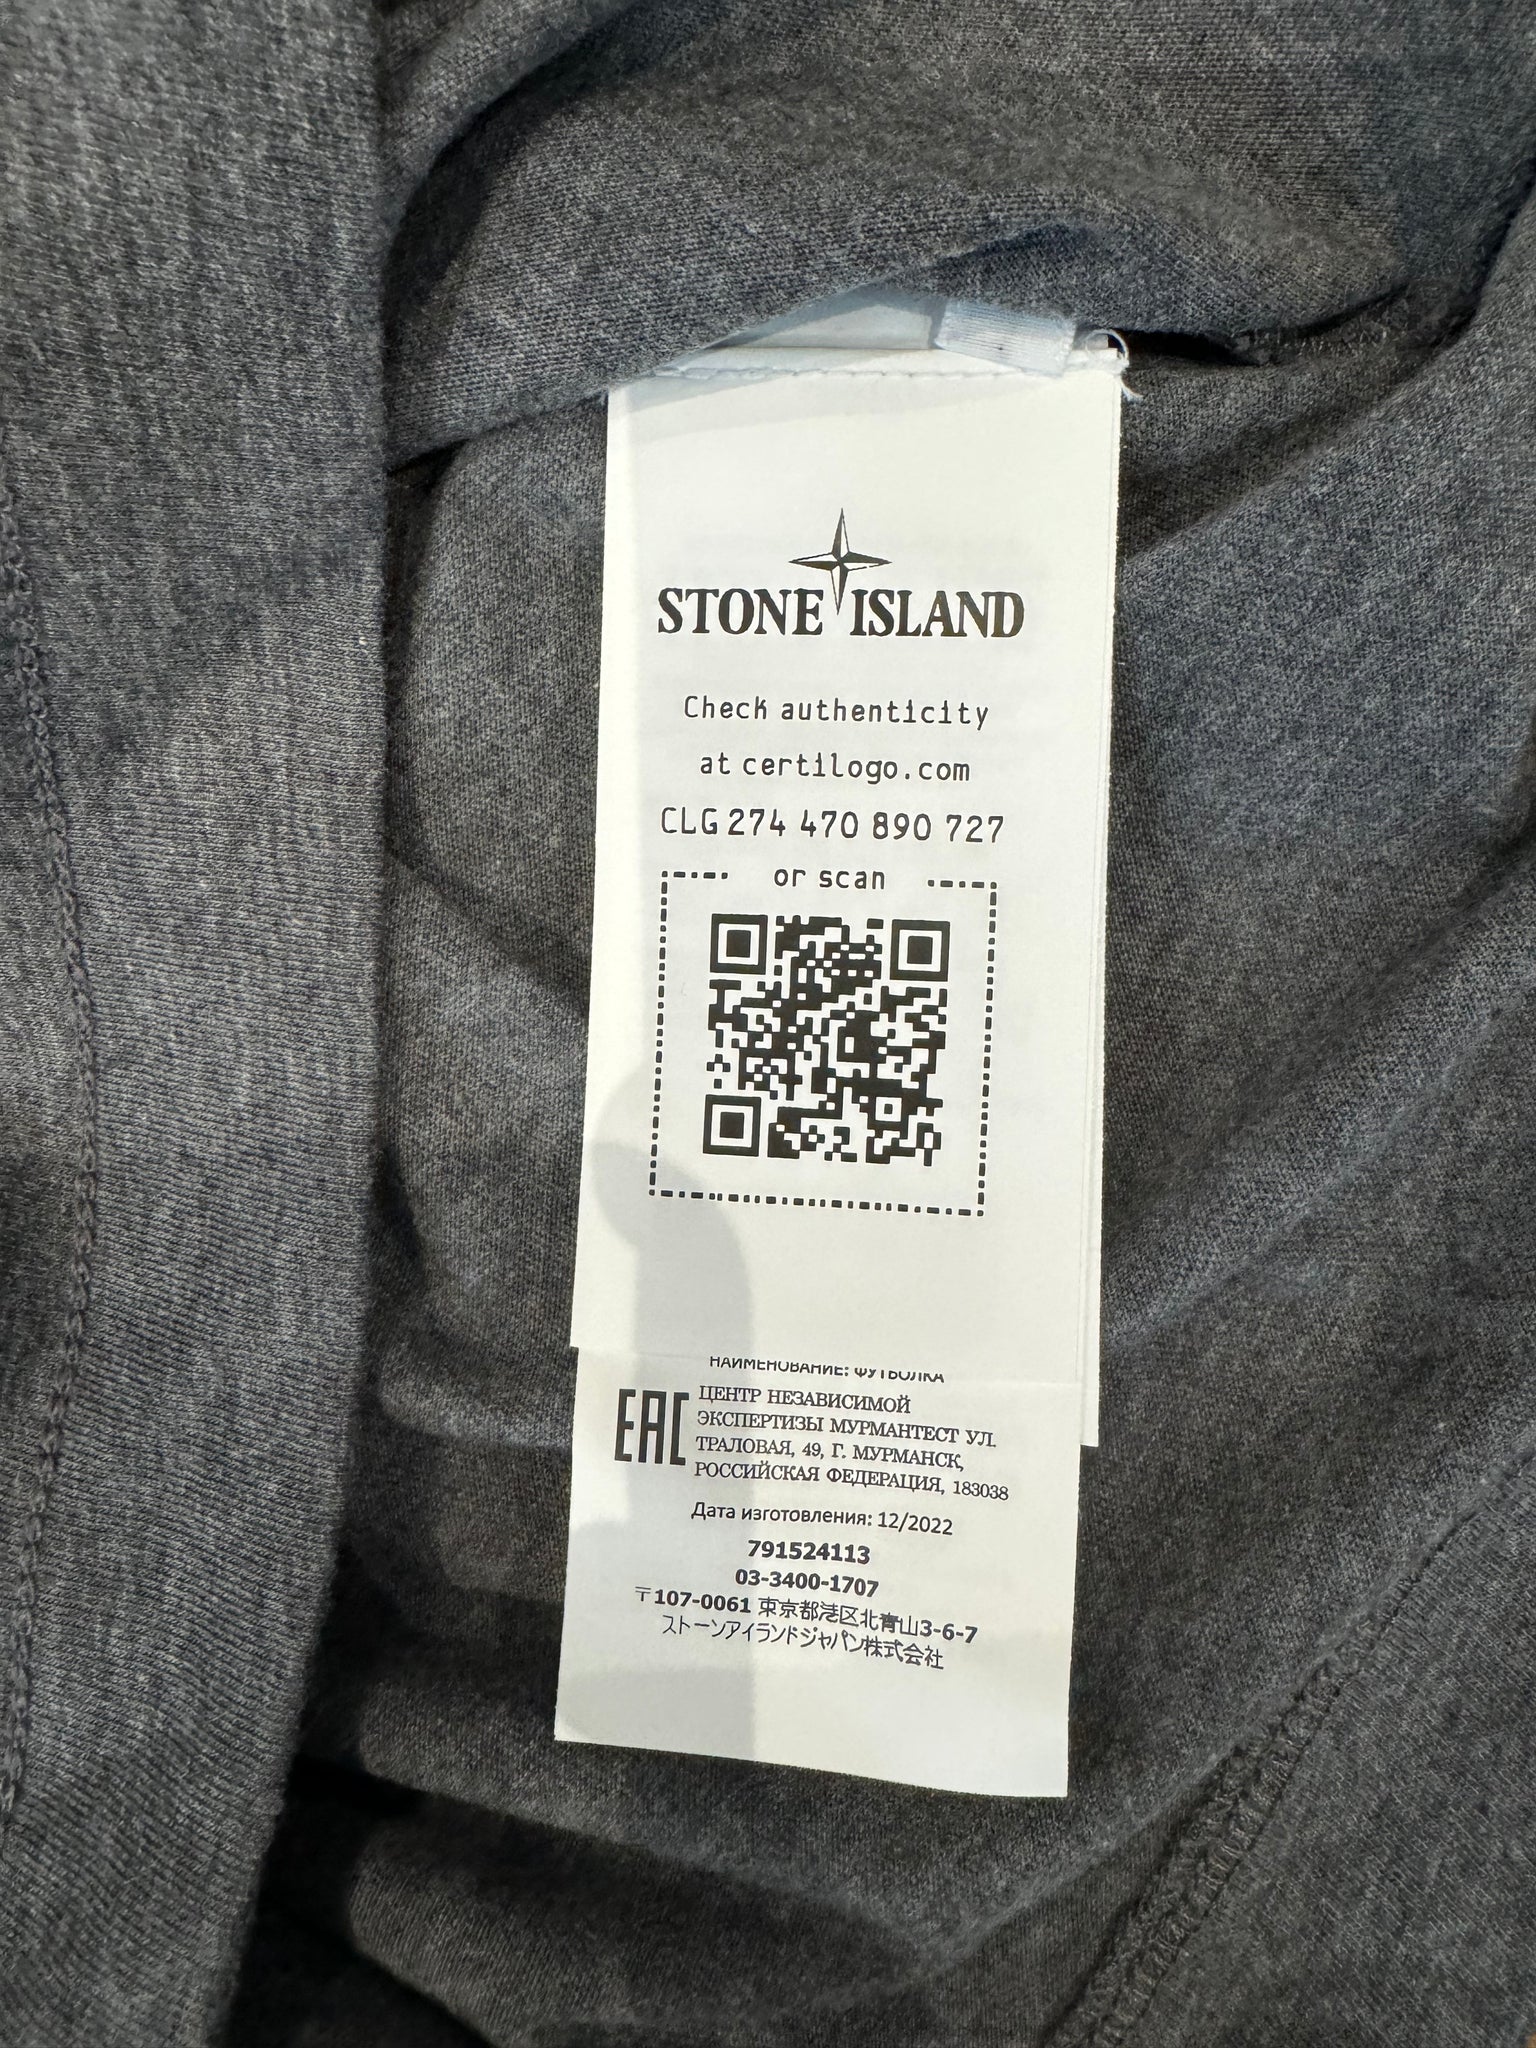 STONE ISLAND
Check authenticity
at certilogo.com
CLG 274 470 890 727
or scan
НАИМЕНОВАНИЕ: ФУТБОЛКА
EAC
ЦЕНТР НЕЗАВИСИМОЙ
ЭКСПЕРТИЗЫ МУРМАНТЕСТ УЛ.
ТРАЛОВАЯ, 49, Г. МУРМАНСК,
РОССИЙСКАЯ ФЕДЕРАЦИЯ, 183038
Дата изготовления: 12/2022
791524113
03-3400-1707
〒107-0061 東京都港区北青山3-6-7
ストーンアイランドジャパン株式会社